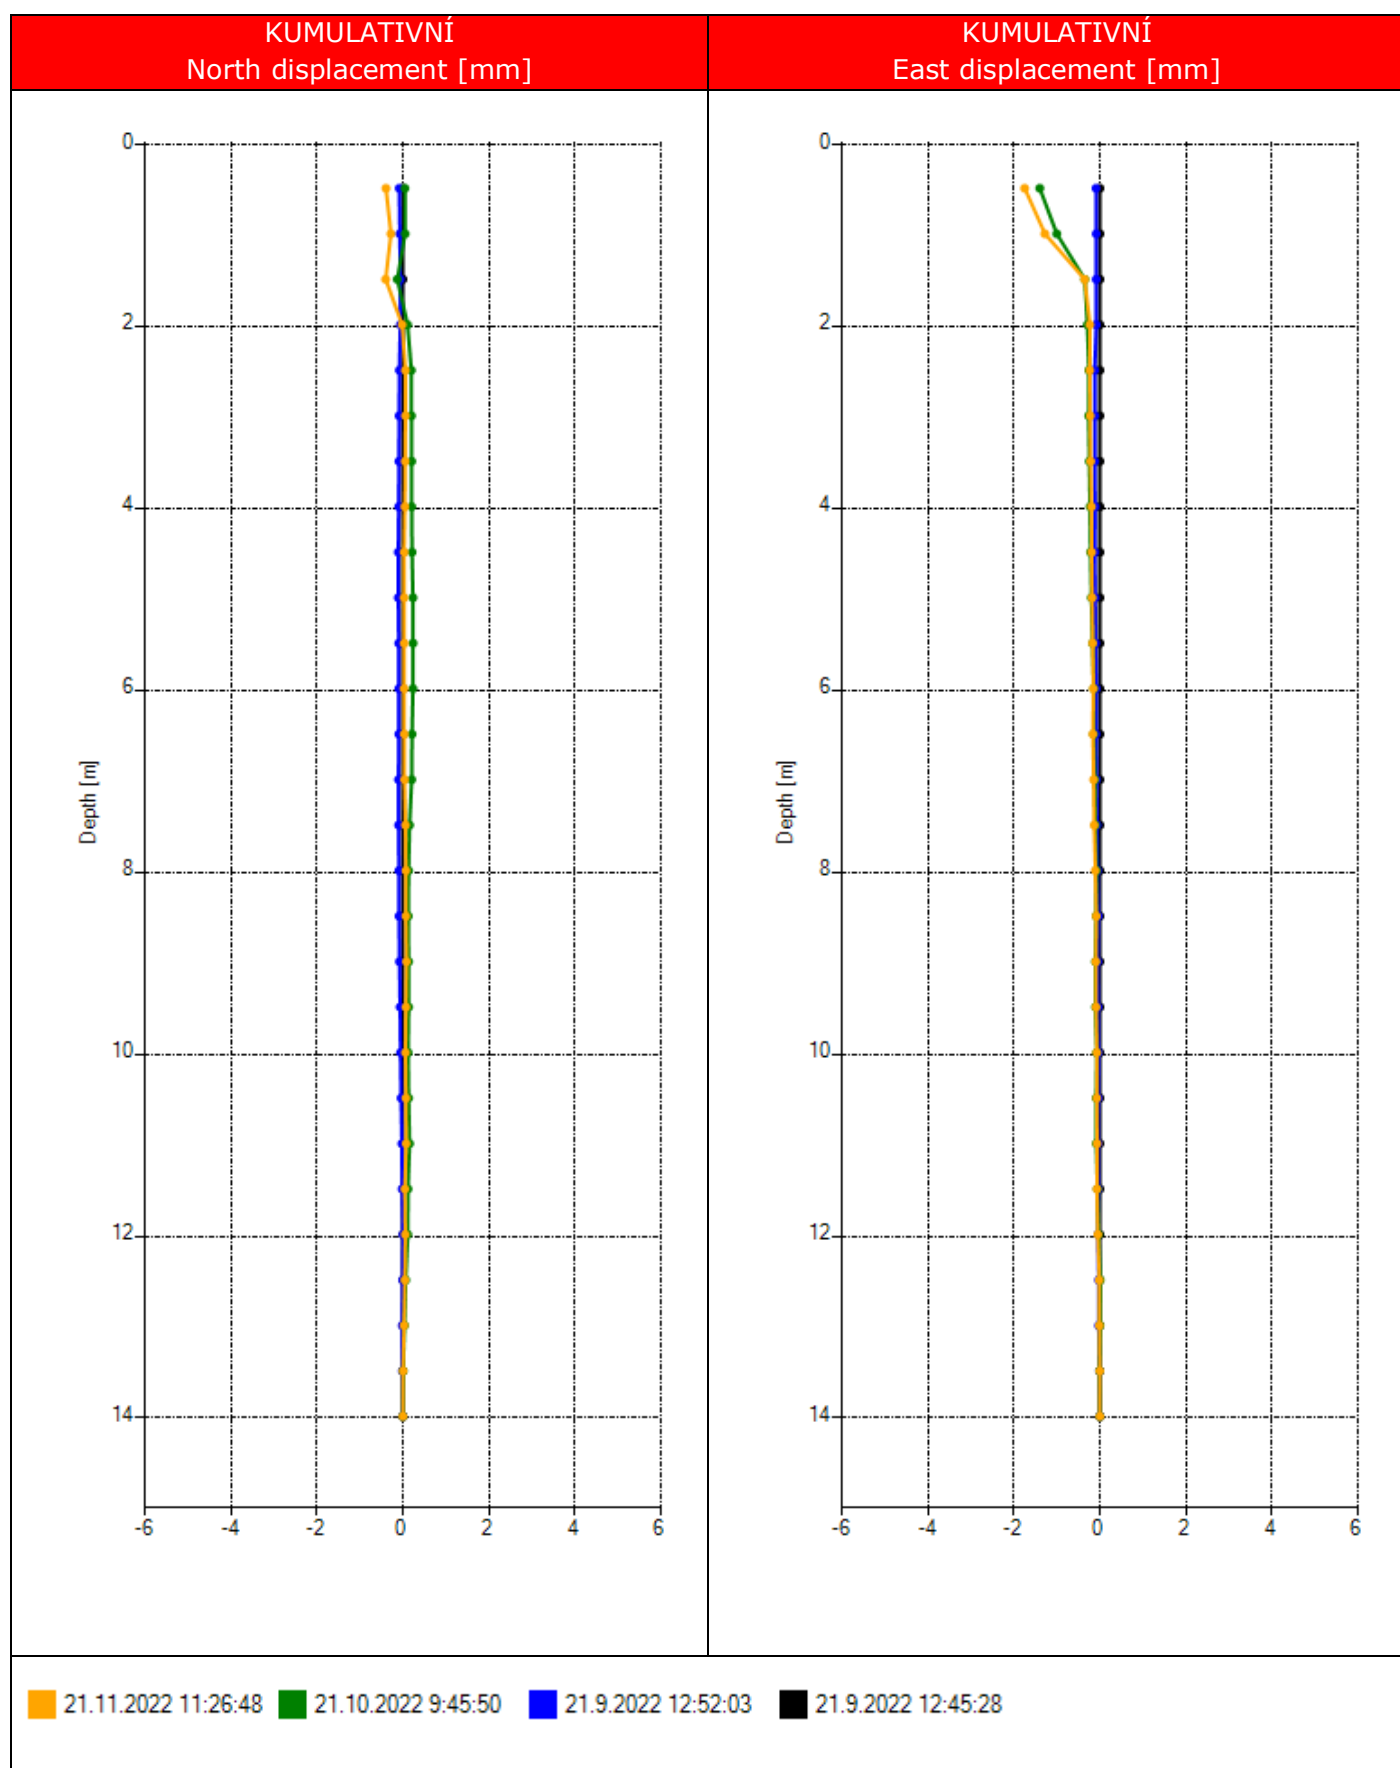 KUMULATIVNÍ
North displacement [mm]
KUMULATIVNÍ
East displacement [mm]
0
2
4
6
8
10
12
14
Depth [m]
-6 -4 -2 0 2 4 6
0
2
4
6
8
10
12
14
Depth [m]
-6 -4 -2 0 2 4 6
21.11.2022 11:26:48 21.10.2022 9:45:50 21.9.2022 12:52:03 21.9.2022 12:45:28